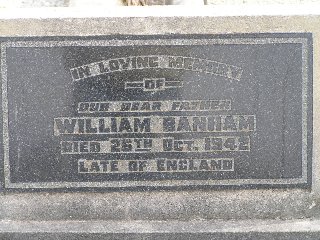 IN LOVING MEMORY
OF
OUR DEAR FATHER
WILLIAM BANHAM
DIED 25TH OCT. 1942
LATE OF ENGLAND